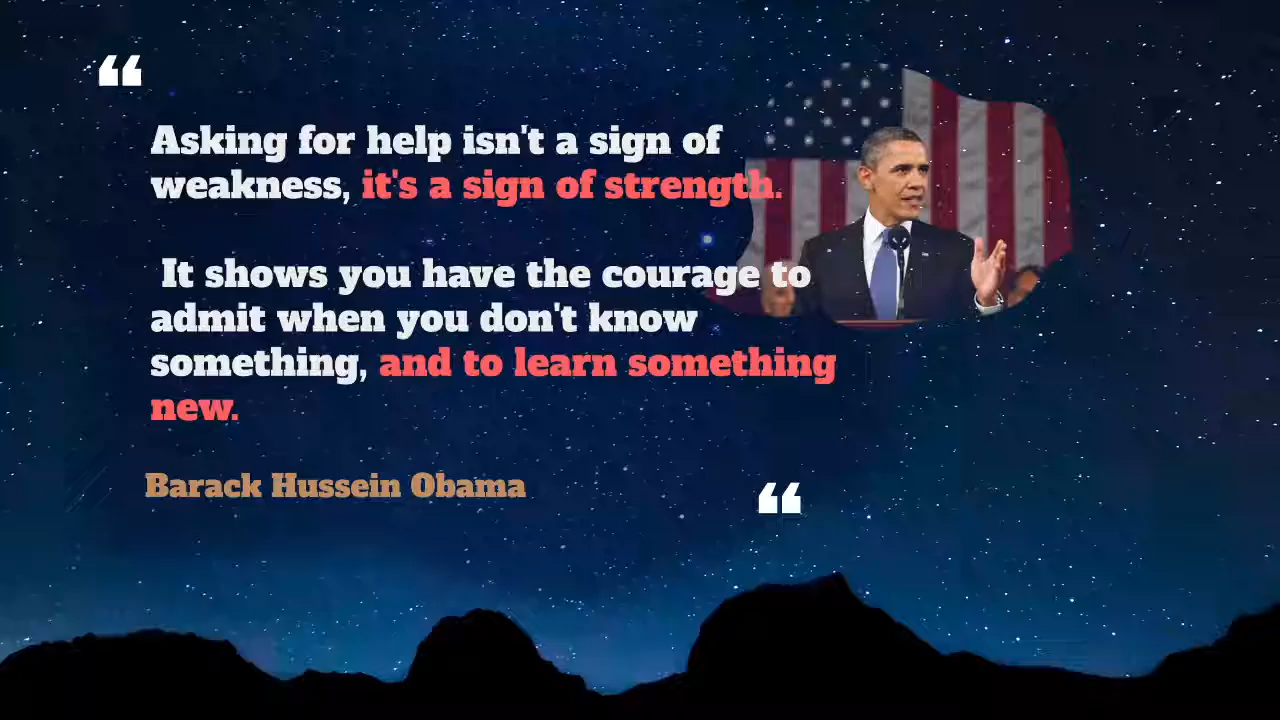 ❝
Asking for help isn't a sign of
weakness, it's a sign of strength.
It shows you have the courage to
admit when you don't know
something, and to learn something
new.
Barack Hussein Obama
❝